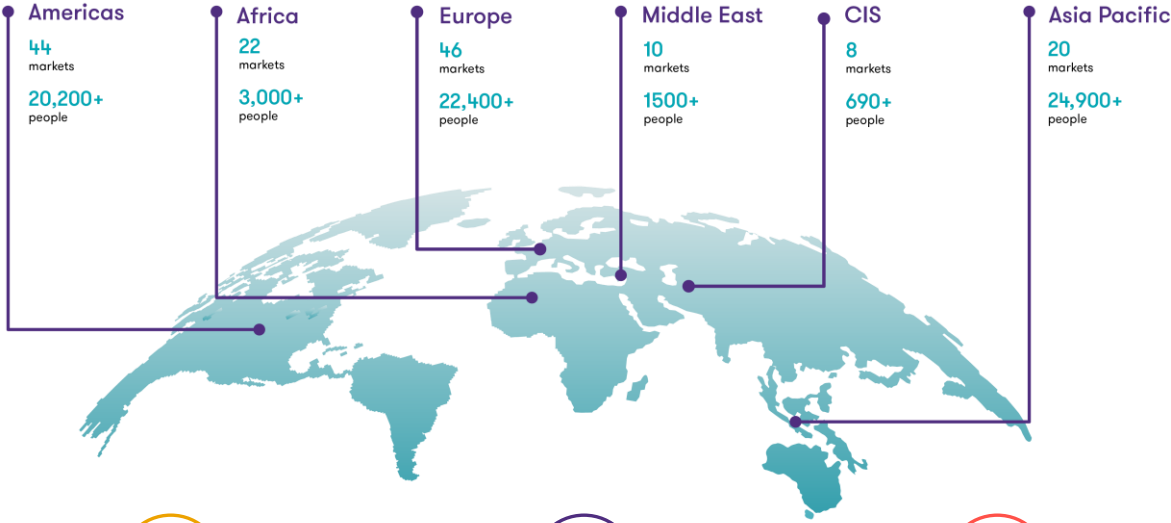 Americas
44
markets
20,200+
people
Africa
22
markets
3,000+
people
Europe
46
markets
22,400+
people
Middle East
10
markets
1500+
people
CIS
8
markets
690+
people
Asia Pacific
20
markets
24,900+
people